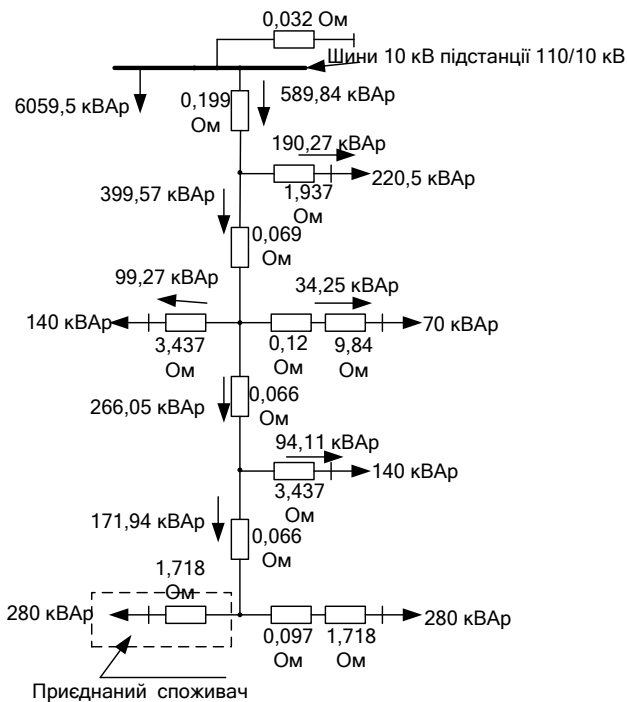 0,032 Ом
Шини 10 кВ підстанції 110/10 кВ
6059,5 кВАр
0,199
Ом
589,84 кВАр
190,27 кВАр
220,5 кВАр
1,937
Ом
399,57 кВАр
0,069
Ом
99,27 кВАр
34,25 кВАр
140 кВАр
70 кВАр
3,437
Ом
0,12
Ом
9,84
Ом
266,05 кВАр
0,066
Ом
94,11 кВАр
140 кВАр
3,437
Ом
171,94 кВАр
0,066
Ом
1,718
Ом
280 кВАр
280 кВАр
0,097
Ом
1,718
Ом
Приєднаний споживач